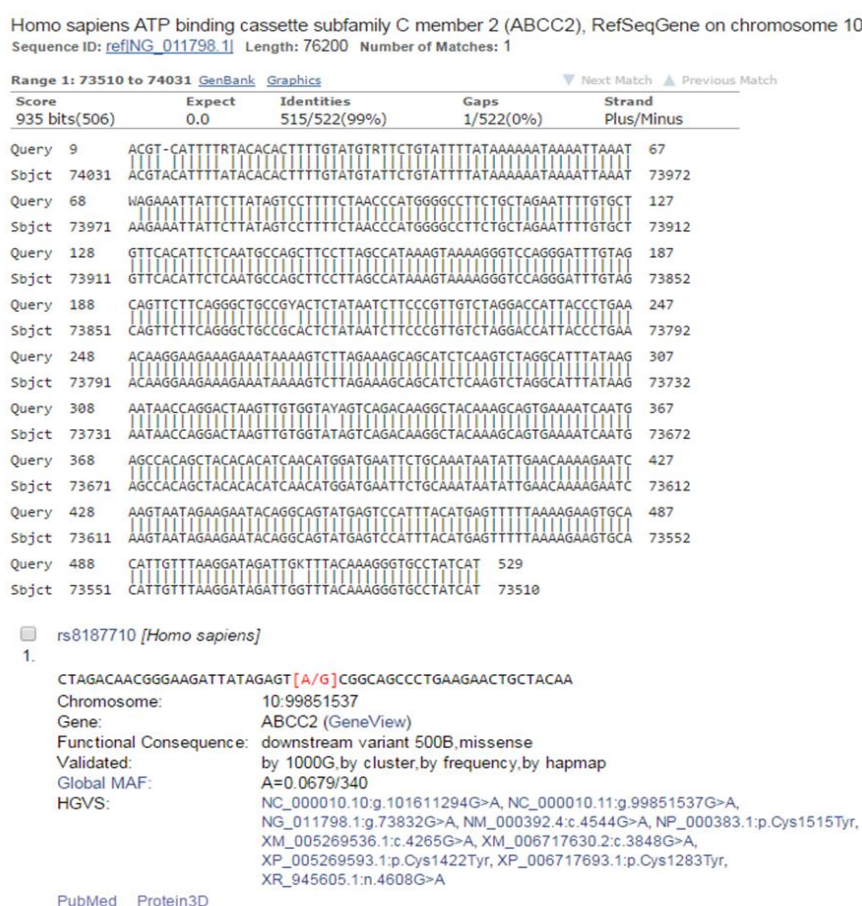 Homo sapiens ATP binding cassette subfamily C member 2 (ABCC2), RefSeqGene on chromosome 10
Sequence ID: ref|NG_011798.1| Length: 76200 Number of Matches: 1
Range 1: 73510 to 74031 GenBank Graphics Next Match Previous Match
Score Expect Identities Gaps Strand
935 bits(506) 0.0 515/522(99%) 1/522(0%) Plus/Minus
Query 9 ACGT-CATTTTRTACACACTTTTGTATGTRTTCTGTATTTTATAAAAAATAAAATTAAAT 67
Sbjct 74031 ACGTACATTTTATACACACTTTTGTATGTATTCTGTATTTTATAAAAAATAAAATTAAAT 73972
Query 68 WAGAAATTATTCTTATAGTCCTTTTCTAACCCATGGGGCCTTCTGCTAGAATTTTGTGCT 127
Sbjct 73971 AAGAAATTATTCTTATAGTCCTTTTCTAACCCATGGGGCCTTCTGCTAGAATTTTGTGCT 73912
Query 128 GTTCACATTCTCAATGCCAGCTTCCTTAGCCATAAAGTAAAAGGGTCCAGGGATTTGTAG 187
Sbjct 73911 GTTCACATTCTCAATGCCAGCTTCCTTAGCCATAAAGTAAAAGGGTCCAGGGATTTGTAG 73852
Query 188 CAGTTCTTCAGGGCTGCCGYACTCTATAATCTTCCCGTTGTCTAGGACCATTACCCTGAA 247
Sbjct 73851 CAGTTCTTCAGGGCTGCCGCACTCTATAATCTTCCCGTTGTCTAGGACCATTACCCTGAA 73792
Query 248 ACAAGGAAGAAAGAAATAAAAGTCTTAGAAAGCAGCATCTCAAGTCTAGGCATTTATAAG 307
Sbjct 73791 ACAAGGAAGAAAGAAATAAAAGTCTTAGAAAGCAGCATCTCAAGTCTAGGCATTTATAAG 73732
Query 308 AATAACCAGGACTAAGTTGTGGTAYAGTCAGACAAGGCTACAAAGCAGTGAAAATCAATG 367
Sbjct 73731 AATAACCAGGACTAAGTTGTGGTATAGTCAGACAAGGCTACAAAGCAGTGAAAATCAATG 73672
Query 368 AGCCACAGCTACACACATCAACATGGATGAATTCTGCAAATAATATTGAACAAAAGAATC 427
Sbjct 73671 AGCCACAGCTACACACATCAACATGGATGAATTCTGCAAATAATATTGAACAAAAGAATC 73612
Query 428 AAGTAATAGAAGAATACAGGCAGTATGAGTCCATTTACATGAGTTTTTAAAAGAAGTGCA 487
Sbjct 73611 AAGTAATAGAAGAATACAGGCAGTATGAGTCCATTTACATGAGTTTTTAAAAGAAGTGCA 73552
Query 488 CATTGTTTAAGGATAGATTGKTTTACAAAGGGTGCCTATCAT 529
Sbjct 73551 CATTGTTTAAGGATAGATTGGTTTACAAAGGGTGCCTATCAT 73510
rs8187710 [Homo sapiens]
1.
CTAGACAACGGGAAGATTATAGAGT[A/G]CGGCAGCCCTGAAGAACTGCTACAA
Chromosome: 10:99851537
Gene: ABCC2 (GeneView)
Functional Consequence: downstream variant 500B,missense
Validated: by 1000G,by cluster,by frequency,by hapmap
Global MAF: A=0.0679/340
HGVS: NC_000010.10:g.101611294G>A, NC_000010.11:g.99851537G>A,
NG_011798.1:g.73832G>A, NM_000392.4:c.4544G>A, NP_000383.1:p.Cys1515Tyr,
XM_005269536.1:c.4265G>A, XM_006717630.2:c.3848G>A,
XP_005269593.1:p.Cys1422Tyr, XP_006717693.1:p.Cys1283Tyr,
XR_945605.1:n.4608G>A
PubMed Protein3D